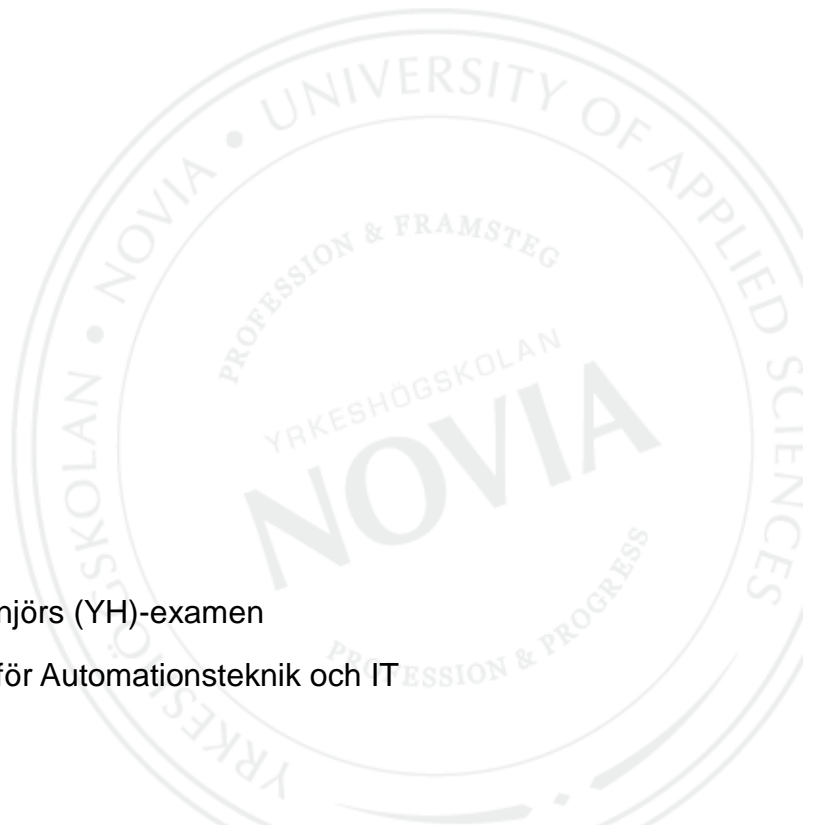 YRKESHÖGSKOLAN • NOVIA • UNIVERSITY OF APPLIED SCIENCES
PROFESSION & FRAMSTEG
YRKESHÖGSKOLAN
NOVIA
PROFESSION & PROGRESS
njörs (YH)-examen
för Automationsteknik och IT